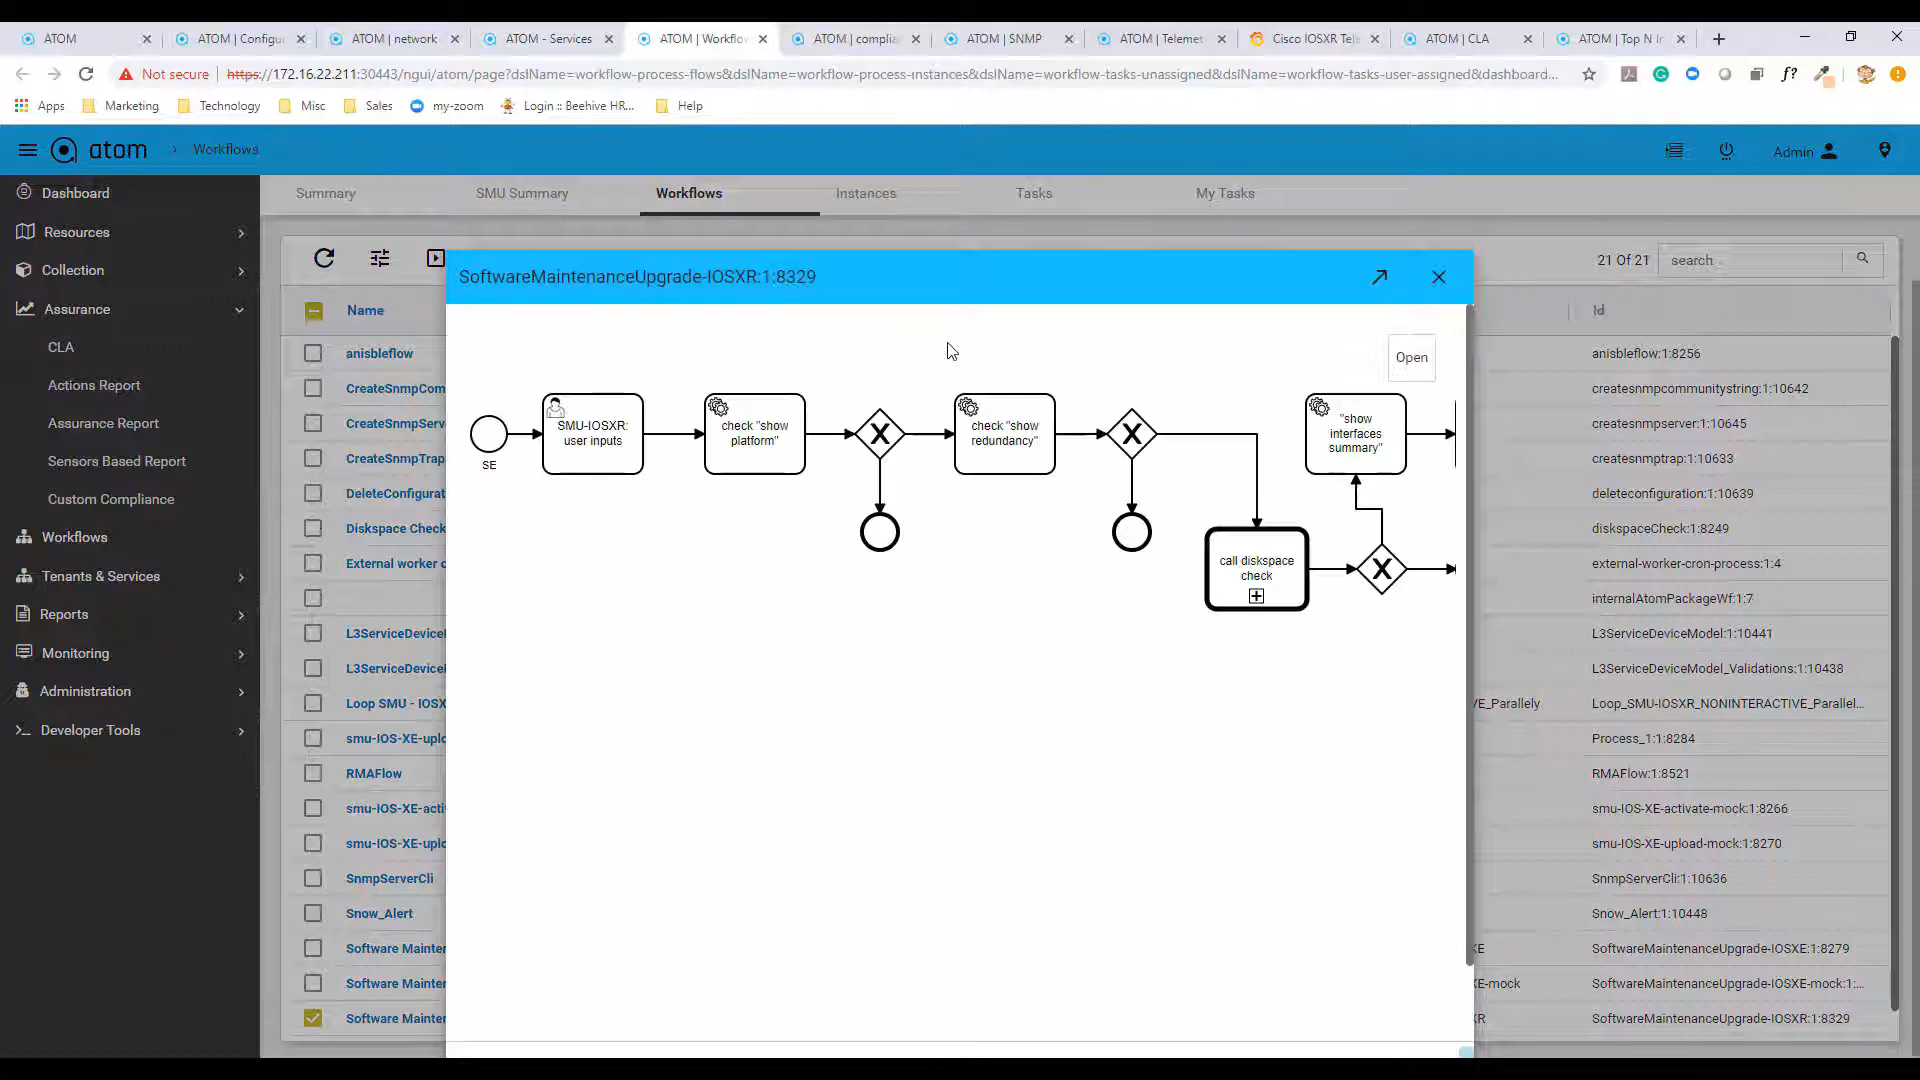 ATOM
ATOM | Configu
ATOM | network
ATOM - Services
ATOM | Workflo
ATOM | complia
ATOM | SNMP
ATOM | Telemet
Cisco IOSXR Tele
ATOM | CLA
ATOM | Top N In
Not secure
https://172.16.22.211:30443/ngui/atom/page?dslName=workflow-process-flows&dslName=workflow-process-instances&dslName=workflow-tasks-unassigned&dslName=workflow-tasks-user-assigned&dashboard...
f?
Apps
Marketing
Technology
Misc
Sales
my-zoom
Login :: Beehive HR...
Help
atom
Workflows
Admin
Dashboard
Resources
Collection
Assurance
CLA
Actions Report
Assurance Report
Sensors Based Report
Custom Compliance
Workflows
Tenants & Services
Reports
Monitoring
Administration
Developer Tools
Summary
SMU Summary
Workflows
Instances
Tasks
My Tasks
21 Of 21
search
Name
Id
anisbleflow
anisbleflow:1:8256
CreateSnmpCom
createsnmpcommunitystring:1:10642
CreateSnmpServ
createsnmpserver:1:10645
CreateSnmpTrap
createsnmptrap:1:10633
DeleteConfigurat
deleteconfiguration:1:10639
Diskspace Check
diskspaceCheck:1:8249
External worker c
external-worker-cron-process:1:4
internalAtomPackageWf:1:7
L3ServiceDeviceI
L3ServiceDeviceModel:1:10441
L3ServiceDeviceI
L3ServiceDeviceModel_Validations:1:10438
Loop SMU - IOSX
VE_Parallely
Loop_SMU-IOSXR_NONINTERACTIVE_Parallel...
smu-IOS-XE-uplo
Process_1:1:8284
RMAFlow
RMAFlow:1:8521
smu-IOS-XE-acti
smu-IOS-XE-activate-mock:1:8266
smu-IOS-XE-uplo
smu-IOS-XE-upload-mock:1:8270
SnmpServerCli
SnmpServerCli:1:10636
Snow_Alert
Snow_Alert:1:10448
Software Mainter
XE
SoftwareMaintenanceUpgrade-IOSXE:1:8279
Software Mainter
XE-mock
SoftwareMaintenanceUpgrade-IOSXE-mock:1:...
Software Mainter
XR
SoftwareMaintenanceUpgrade-IOSXR:1:8329
SoftwareMaintenanceUpgrade-IOSXR:1:8329
Open
SE
SMU-IOSXR:
user inputs
check "show
platform"
check "show
redundancy"
call diskspace
check
"show
interfaces
summary"